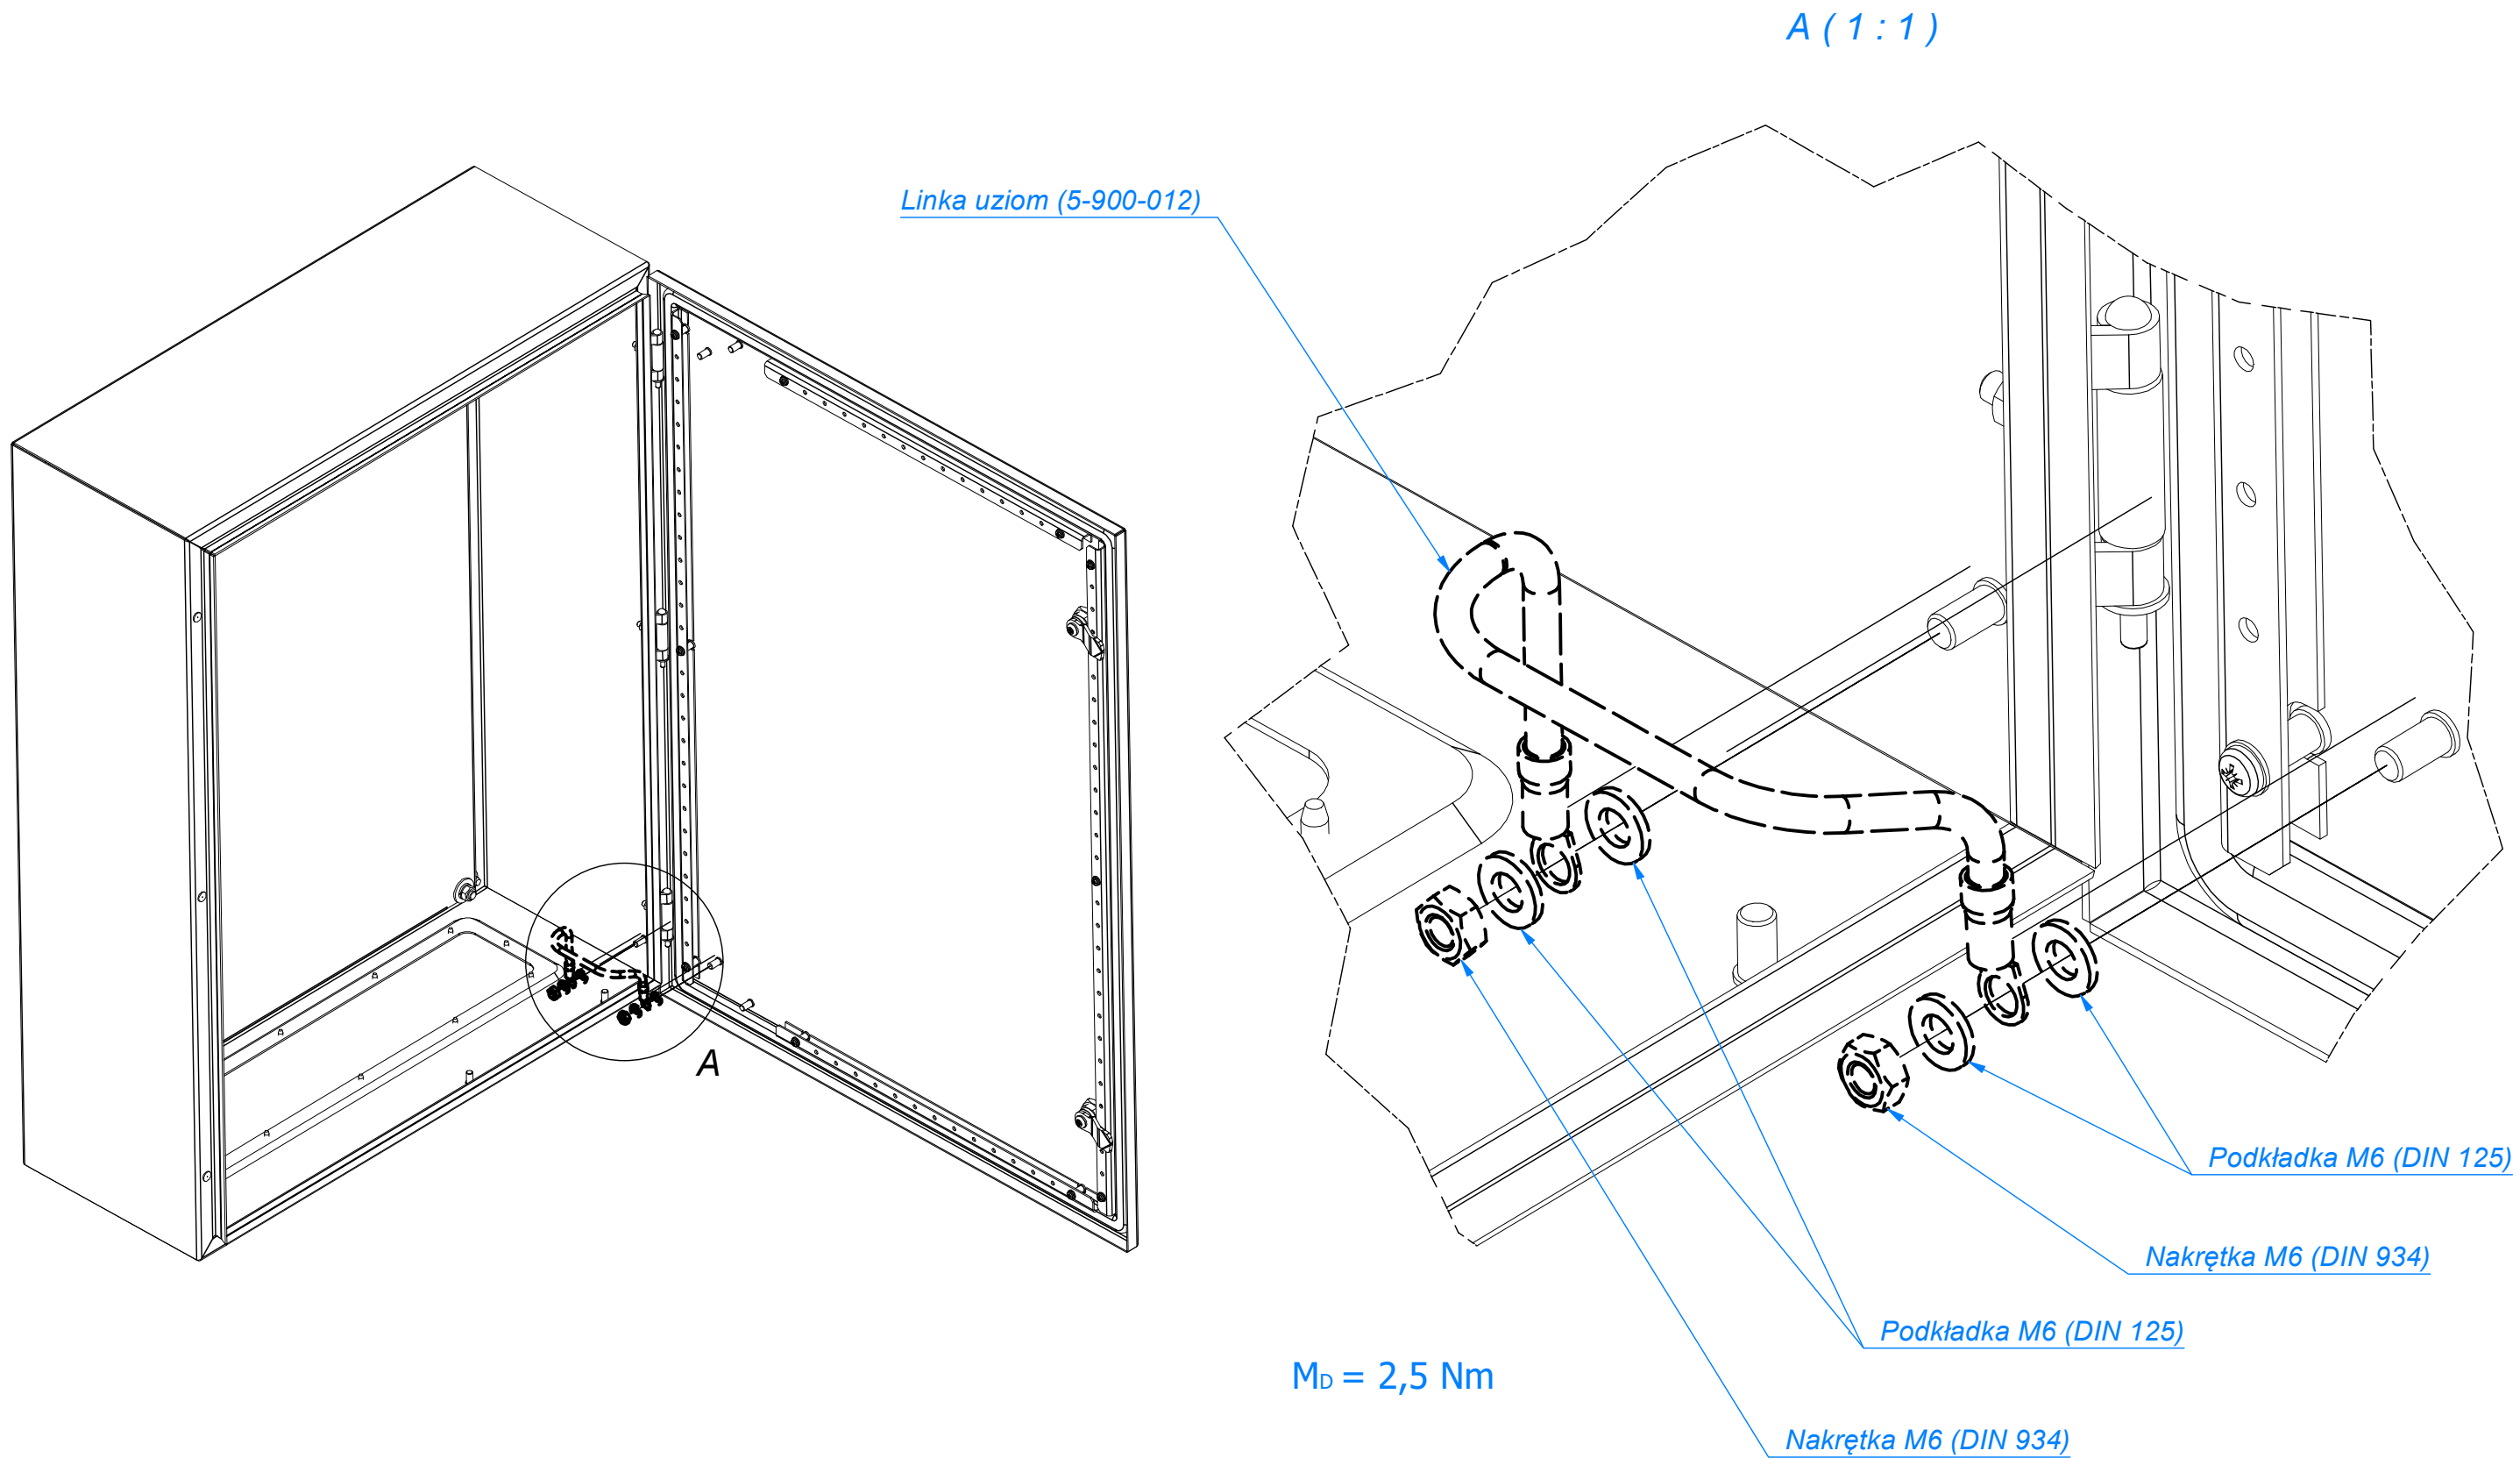 A ( 1 : 1 )
Linka uziom (5-900-012)
A
Podkładka M6 (DIN 125)
Nakrętka M6 (DIN 934)
Podkładka M6 (DIN 125)
MD = 2,5 Nm
Nakrętka M6 (DIN 934)